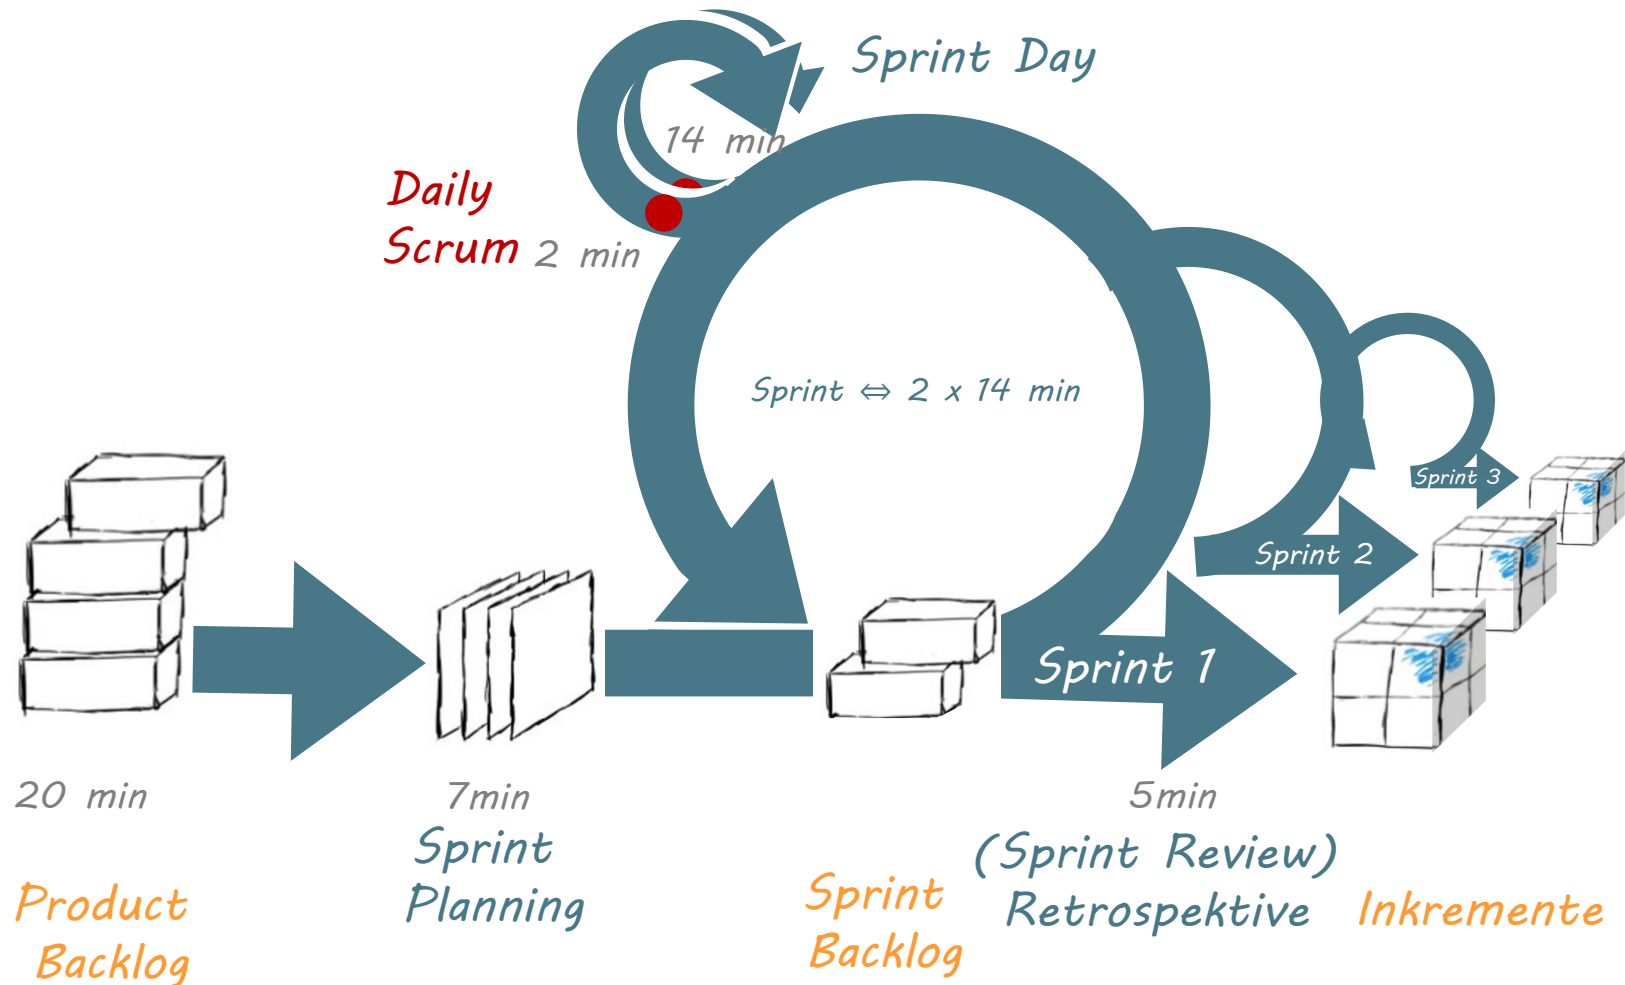 Sprint Day
14 min
Daily
Scrum
2 min
Sprint ⇔ 2 x 14 min
Sprint 3
Sprint 2
Sprint 1
20 min
7min
5min
Sprint
Planning
(Sprint Review)
Retrospektive
Product
Backlog
Sprint
Backlog
Inkremente